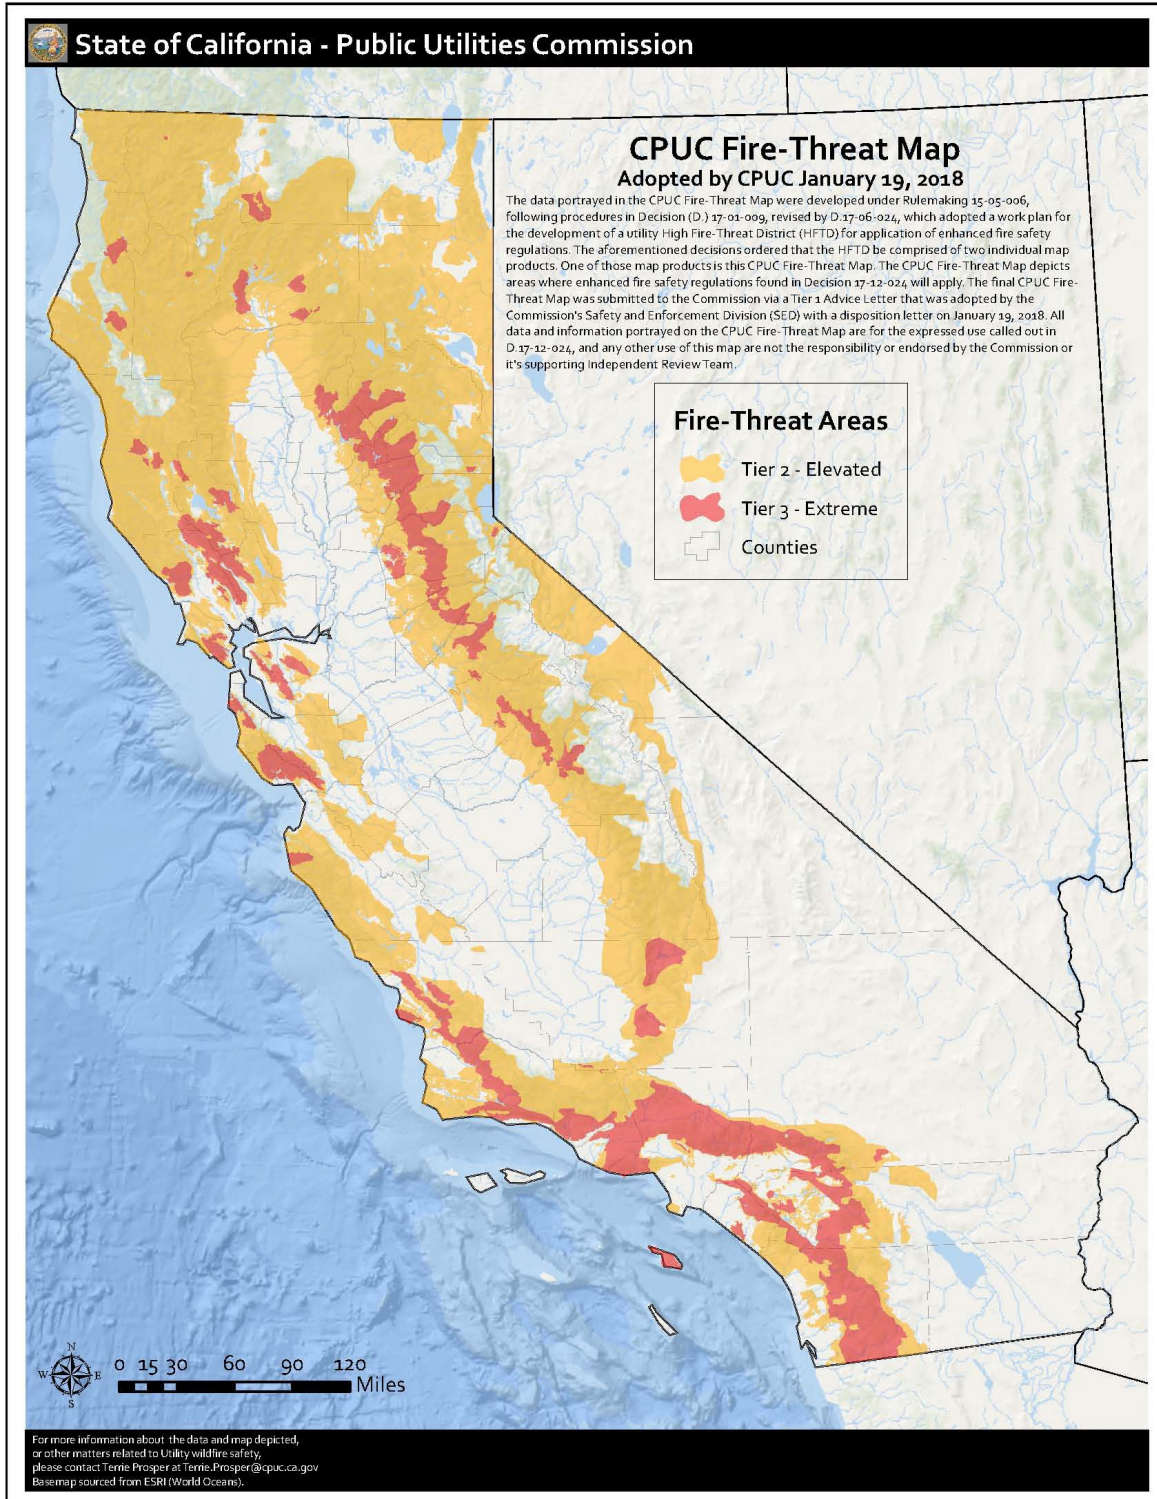 State of California - Public Utilities Commission
CPUC Fire-Threat Map
Adopted by CPUC January 19, 2018
The data portrayed in the CPUC Fire-Threat Map were developed under Rulemaking 15-05-006,
following procedures in Decision (D.) 17-01-009, revised by D.17-06-024, which adopted a work plan for
the development of a utility High Fire-Threat District (HFTD) for application of enhanced fire safety
regulations. The aforementioned decisions ordered that the HFTD be comprised of two individual map
products. One of those map products is this CPUC Fire-Threat Map. The CPUC Fire-Threat Map depicts
areas where enhanced fire safety regulations found in Decision 17-12-024 will apply. The final CPUC Fire-
Threat Map was submitted to the Commission via a Tier 1 Advice Letter that was adopted by the
Commission's Safety and Enforcement Division (SED) with a disposition letter on January 19, 2018. All
data and information portrayed on the CPUC Fire-Threat Map are for the expressed use called out in
D.17-12-024, and any other use of this map are not the responsibility or endorsed by the Commission or
it's supporting Independent Review Team.
Fire-Threat Areas
Tier 2 - Elevated
Tier 3 - Extreme
Counties
N
W E
S
0 15 30 60 90 120
Miles
For more information about the data and map depicted,
or other matters related to Utility wildfire safety,
please contact Terrie Prosper at Terrie.Prosper@cpuc.ca.gov
Basemap sourced from ESRI (World Oceans).